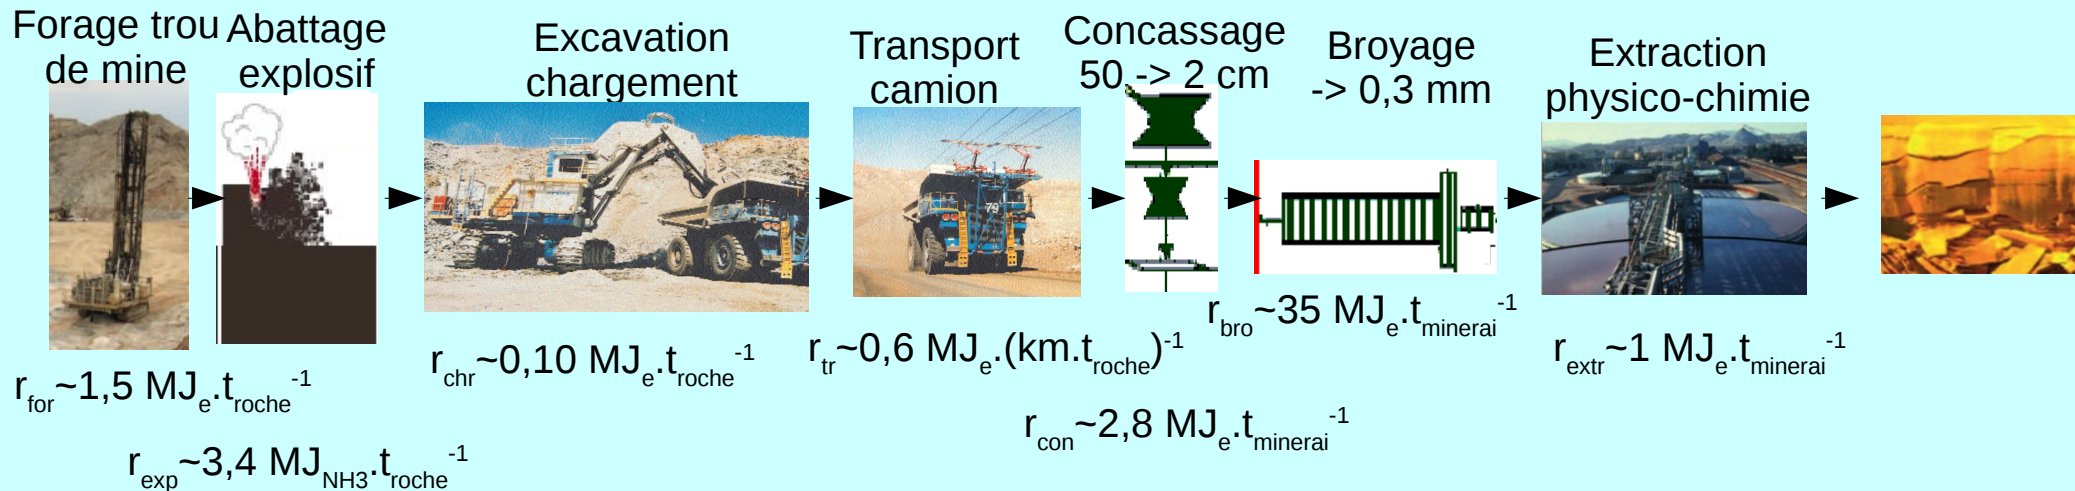 Forage trou
de mine
Abattage
explosif
Excavation
chargement
Transport
camion
Concassage
50 -> 2 cm
Broyage
-> 0,3 mm
Extraction
physico-chimie
r_for~1,5 MJ_e.t_roche^-1
r_exp~3,4 MJ_NH3.t_roche^-1
r_chr~0,10 MJ_e.t_roche^-1
r_tr~0,6 MJ_e.(km.t_roche)^-1
r_con~2,8 MJ_e.t_minerai^-1
r_bro~35 MJ_e.t_minerai^-1
r_extr~1 MJ_e.t_minerai^-1